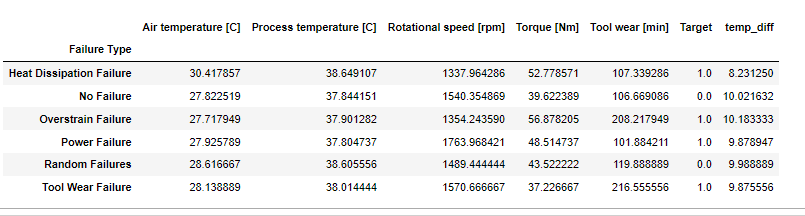 Air temperature [C] Process temperature [C] Rotational speed [rpm] Torque [Nm] Tool wear [min] Target temp_diff
Failure Type
Heat Dissipation Failure 30.417857 38.649107 1337.964286 52.778571 107.339286 1.0 8.231250
No Failure 27.822519 37.844151 1540.354869 39.622389 106.669086 0.0 10.021632
Overstrain Failure 27.717949 37.901282 1354.243590 56.878205 208.217949 1.0 10.183333
Power Failure 27.925789 37.804737 1763.968421 48.514737 101.884211 1.0 9.878947
Random Failures 28.616667 38.605556 1489.444444 43.522222 119.888889 0.0 9.988889
Tool Wear Failure 28.138889 38.014444 1570.666667 37.226667 216.555556 1.0 9.875556